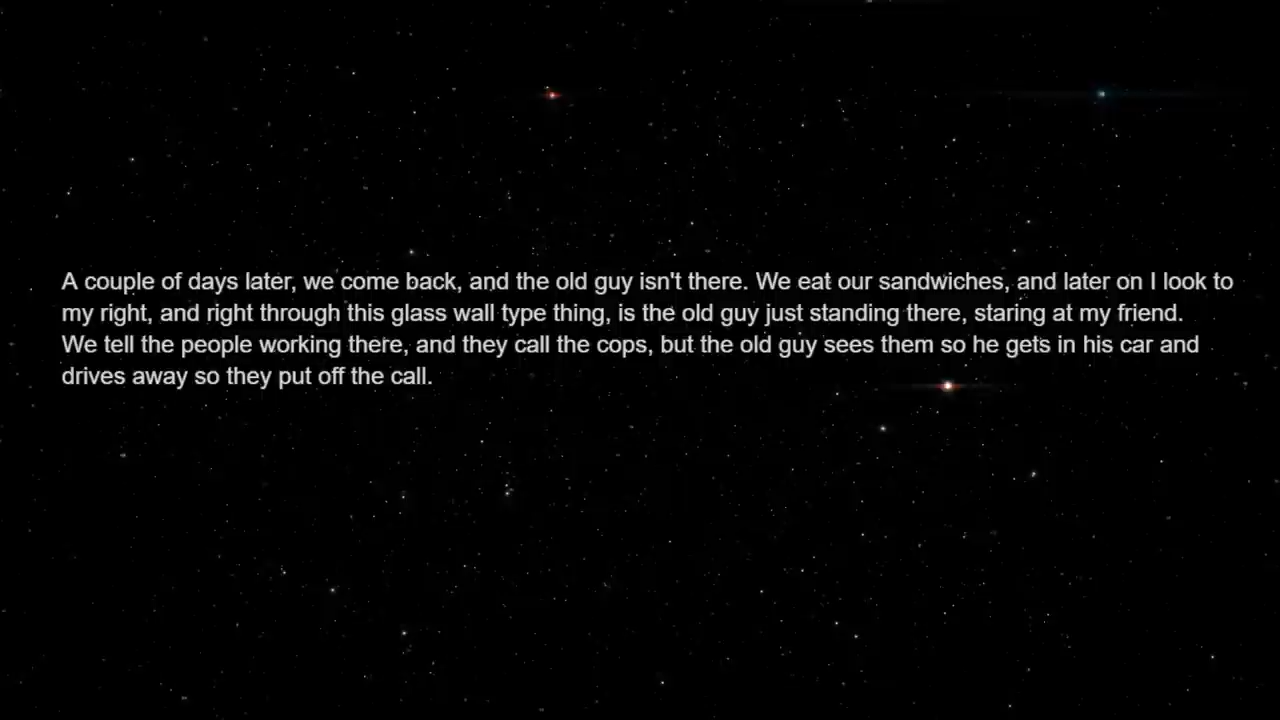 A couple of days later, we come back, and the old guy isn't there. We eat our sandwiches, and later on I look to
my right, and right through this glass wall type thing, is the old guy just standing there, staring at my friend.
We tell the people working there, and they call the cops, but the old guy sees them so he gets in his car and
drives away so they put off the call.